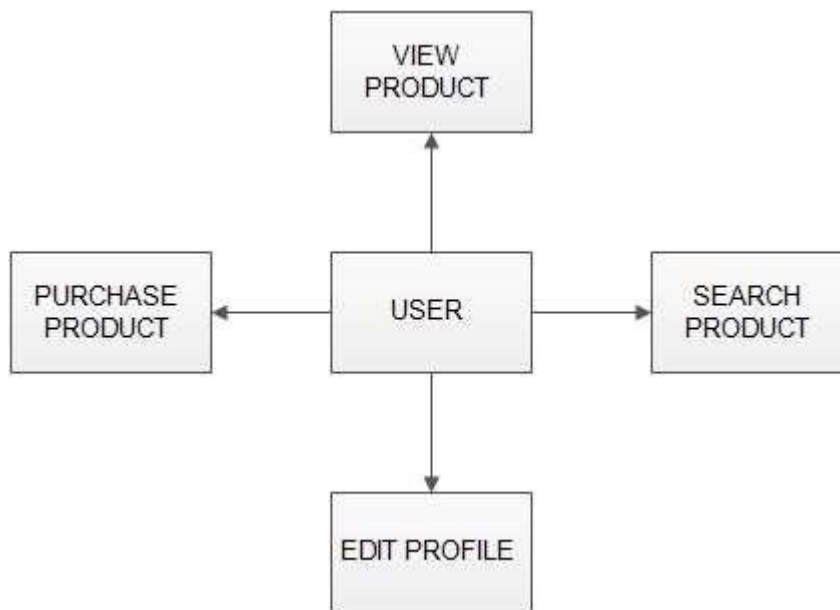 VIEW
PRODUCT
PURCHASE
PRODUCT
USER
SEARCH
PRODUCT
EDIT PROFILE